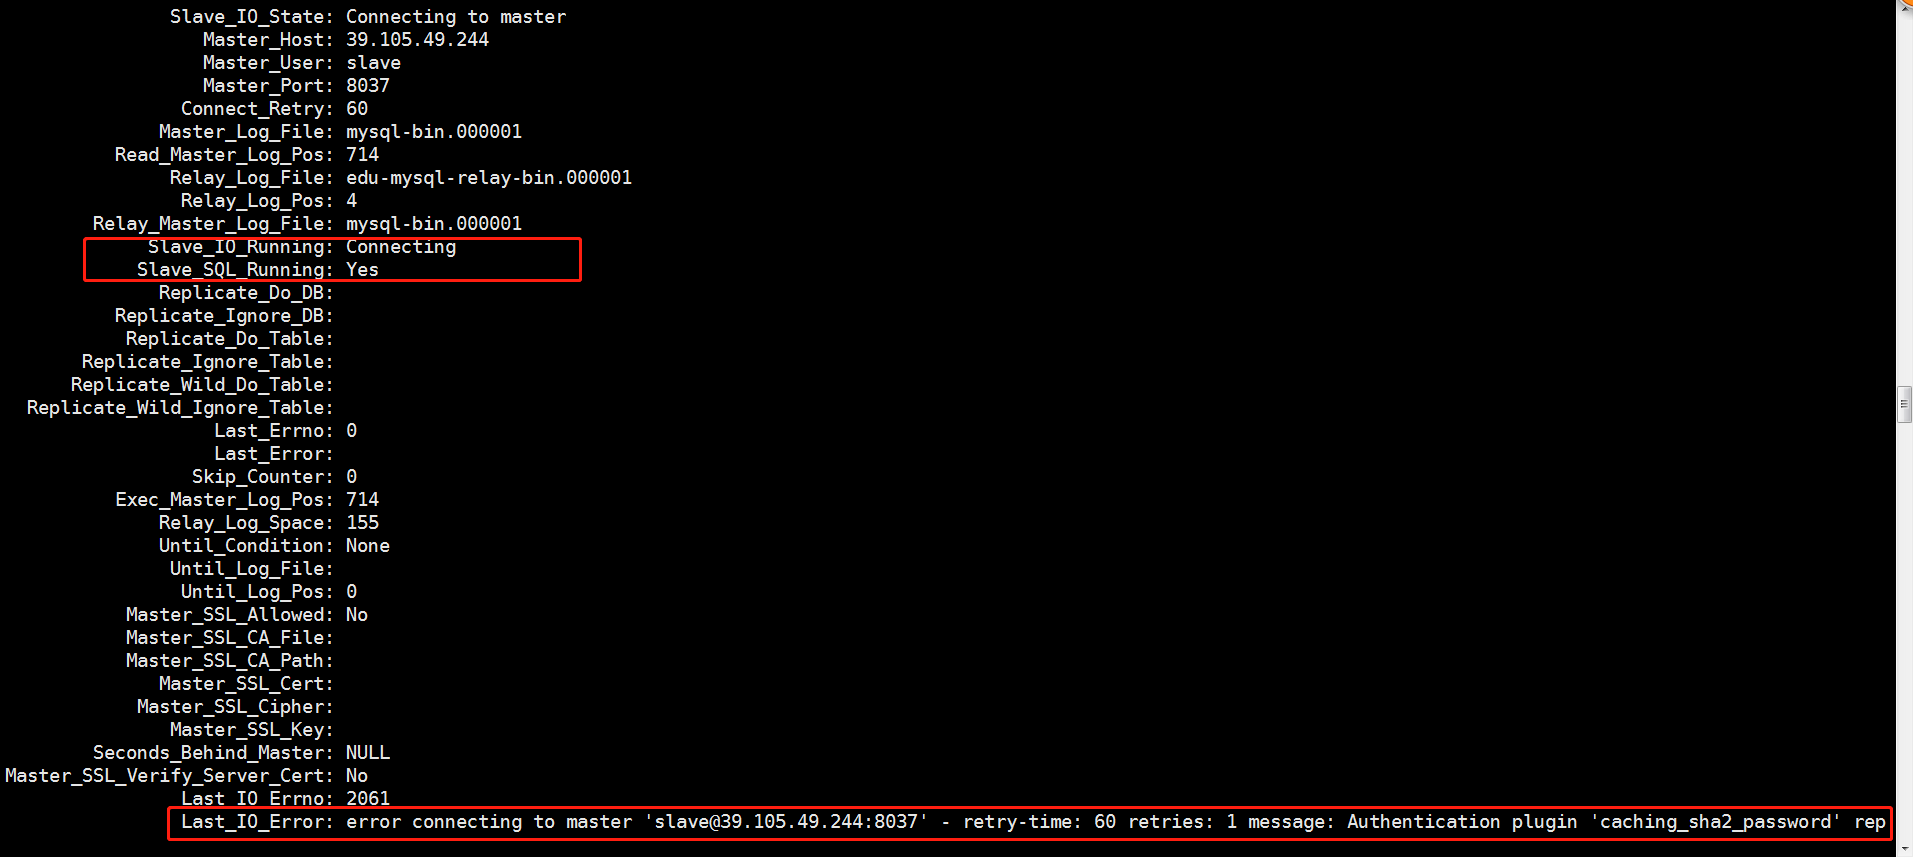 Slave_IO_State: Connecting to master
Master_Host: 39.105.49.244
Master_User: slave
Master_Port: 8037
Connect_Retry: 60
Master_Log_File: mysql-bin.000001
Read_Master_Log_Pos: 714
Relay_Log_File: edu-mysql-relay-bin.000001
Relay_Log_Pos: 4
Relay_Master_Log_File: mysql-bin.000001
Slave_IO_Running: Connecting
Slave_SQL_Running: Yes
Replicate_Do_DB:
Replicate_Ignore_DB:
Replicate_Do_Table:
Replicate_Ignore_Table:
Replicate_Wild_Do_Table:
Replicate_Wild_Ignore_Table:
Last_Errno: 0
Last_Error:
Skip_Counter: 0
Exec_Master_Log_Pos: 714
Relay_Log_Space: 155
Until_Condition: None
Until_Log_File:
Until_Log_Pos: 0
Master_SSL_Allowed: No
Master_SSL_CA_File:
Master_SSL_CA_Path:
Master_SSL_Cert:
Master_SSL_Cipher:
Master_SSL_Key:
Seconds_Behind_Master: NULL
Master_SSL_Verify_Server_Cert: No
Last_IO_Errno: 2061
Last_IO_Error: error connecting to master 'slave@39.105.49.244:8037' - retry-time: 60 retries: 1 message: Authentication plugin 'caching_sha2_password' rep